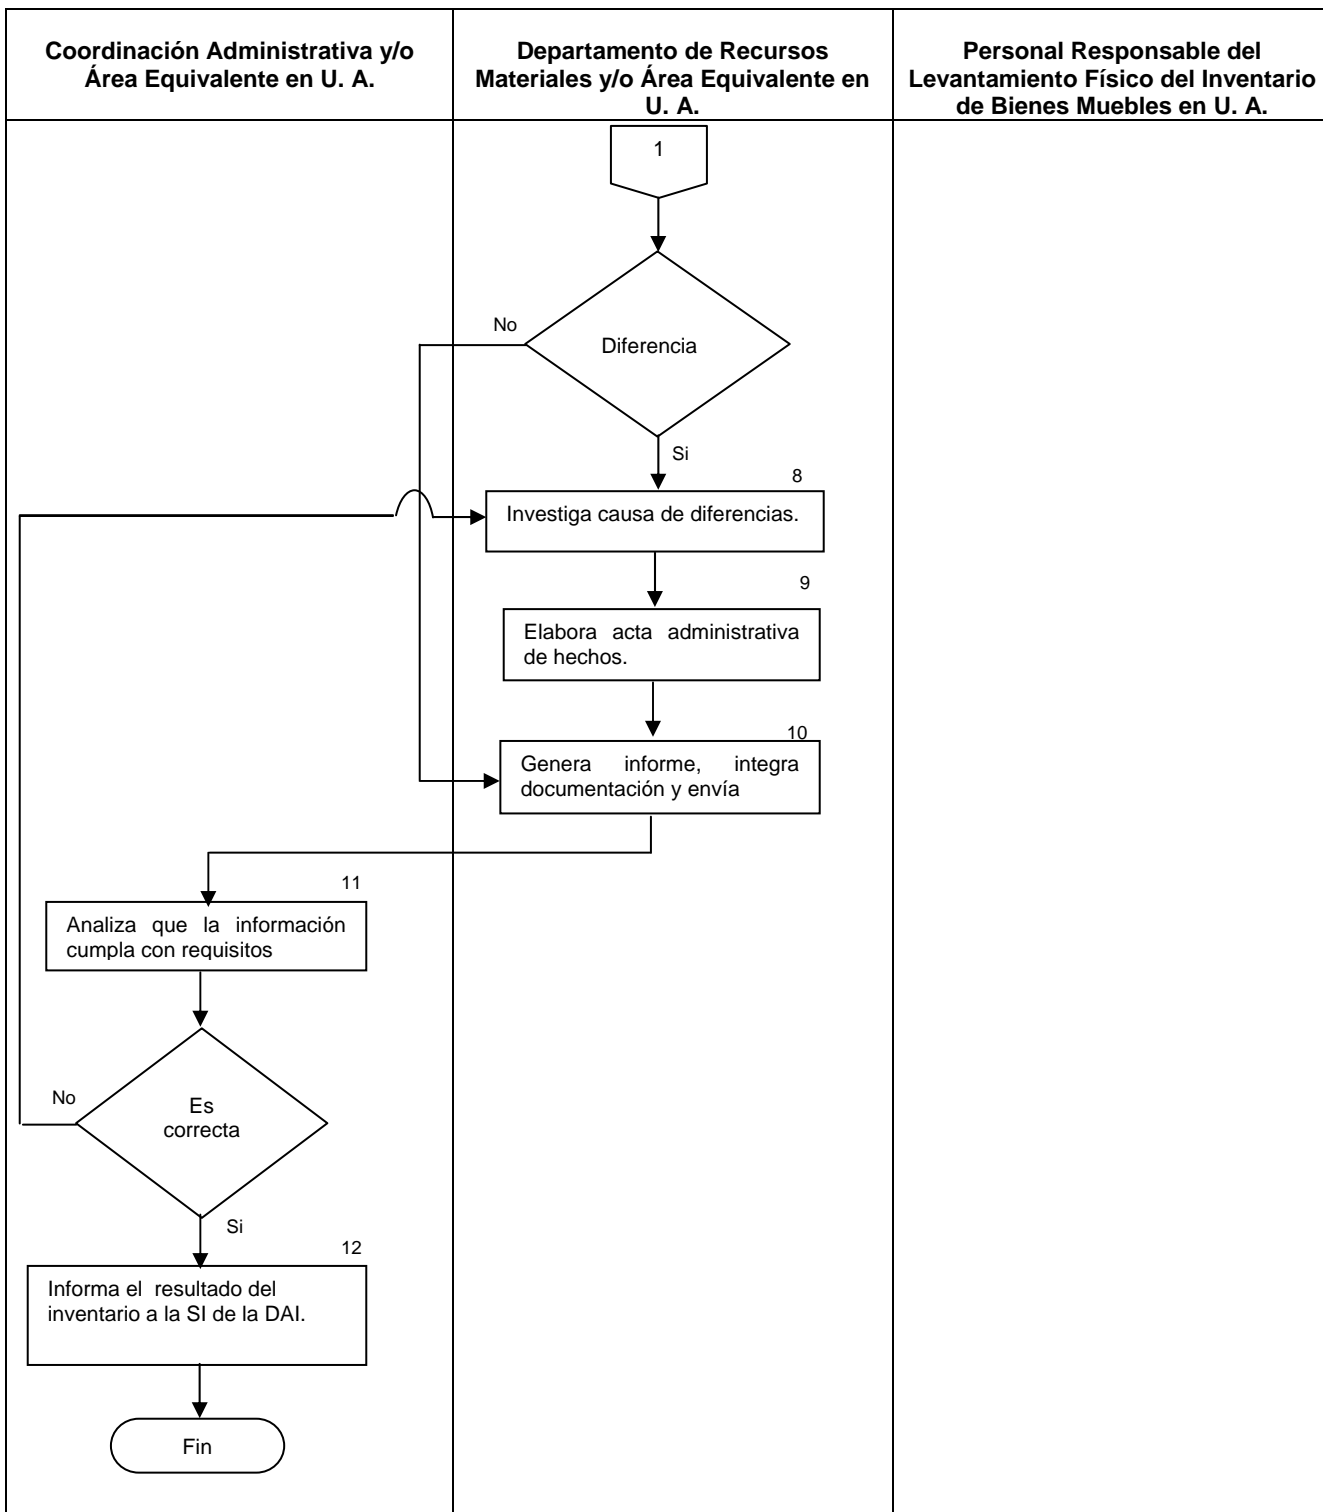 Coordinación Administrativa y/o
Área Equivalente en U. A.
Departamento de Recursos
Materiales y/o Área Equivalente en
U. A.
Personal Responsable del
Levantamiento Físico del Inventario
de Bienes Muebles en U. A.
1
No
Diferencia
Si
8
Investiga causa de diferencias.
9
Elabora acta administrativa
de hechos.
10
Genera informe, integra
documentación y envía
11
Analiza que la información
cumpla con requisitos
No
Es
correcta
Si
12
Informa el resultado del
inventario a la SI de la DAI.
Fin